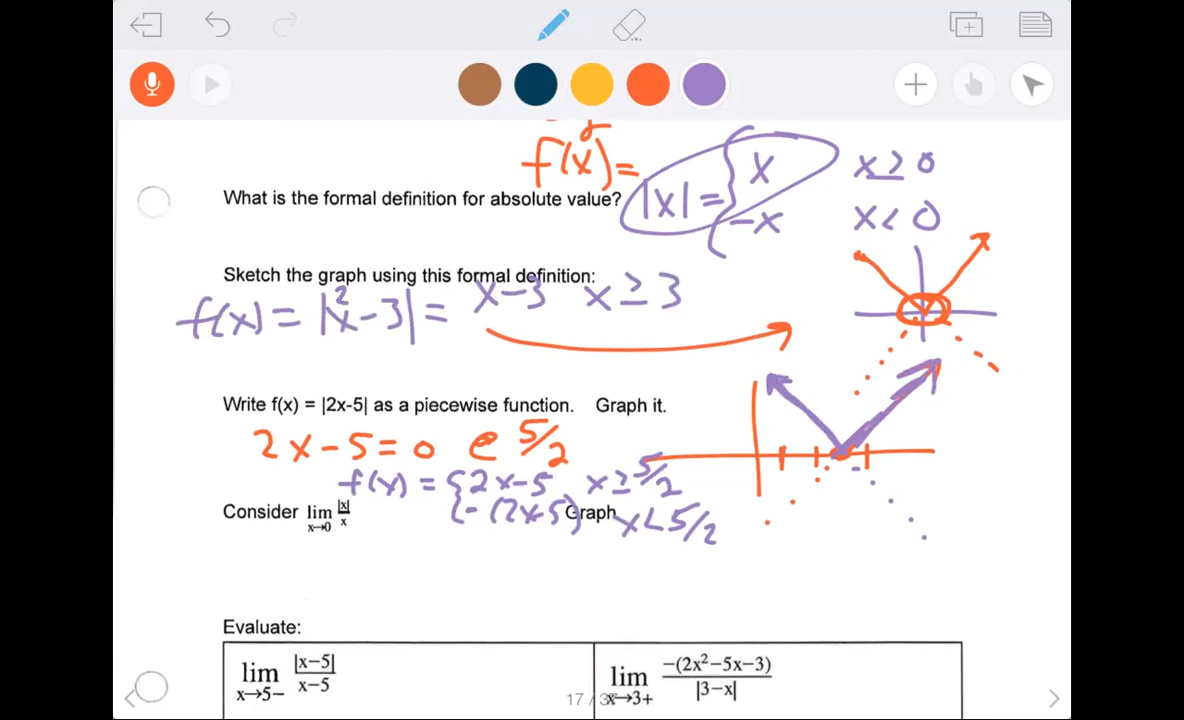 f(x) =
What is the formal definition for absolute value? |x| = { x x ≥ 0
-x x < 0
Sketch the graph using this formal definition:
f(x) = |x - 3| = x-3 x ≥ 3
Write f(x) = |2x-5| as a piecewise function. Graph it.
2x-5=0 @ 5/2
f(x) = { 2x-5 x ≥ 5/2
Consider lim x→0 |x|/x { -(2x-5) Graph x < 5/2
Evaluate:
lim x→5- |x-5|/x-5
lim x→3+ -(2x²-5x-3)/|3-x|
17 / 3